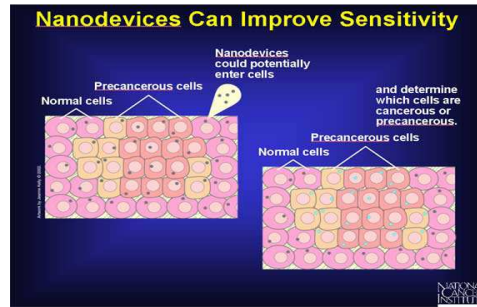 Nanodevices Can Improve Sensitivity
Nanodevices
could potentially
enter cells
Precancerous cells
Normal cells
and determine
which cells are
cancerous or
precancerous.
Precancerous cells
Normal cells
NATIONAL
CANCER
INSTITUTE